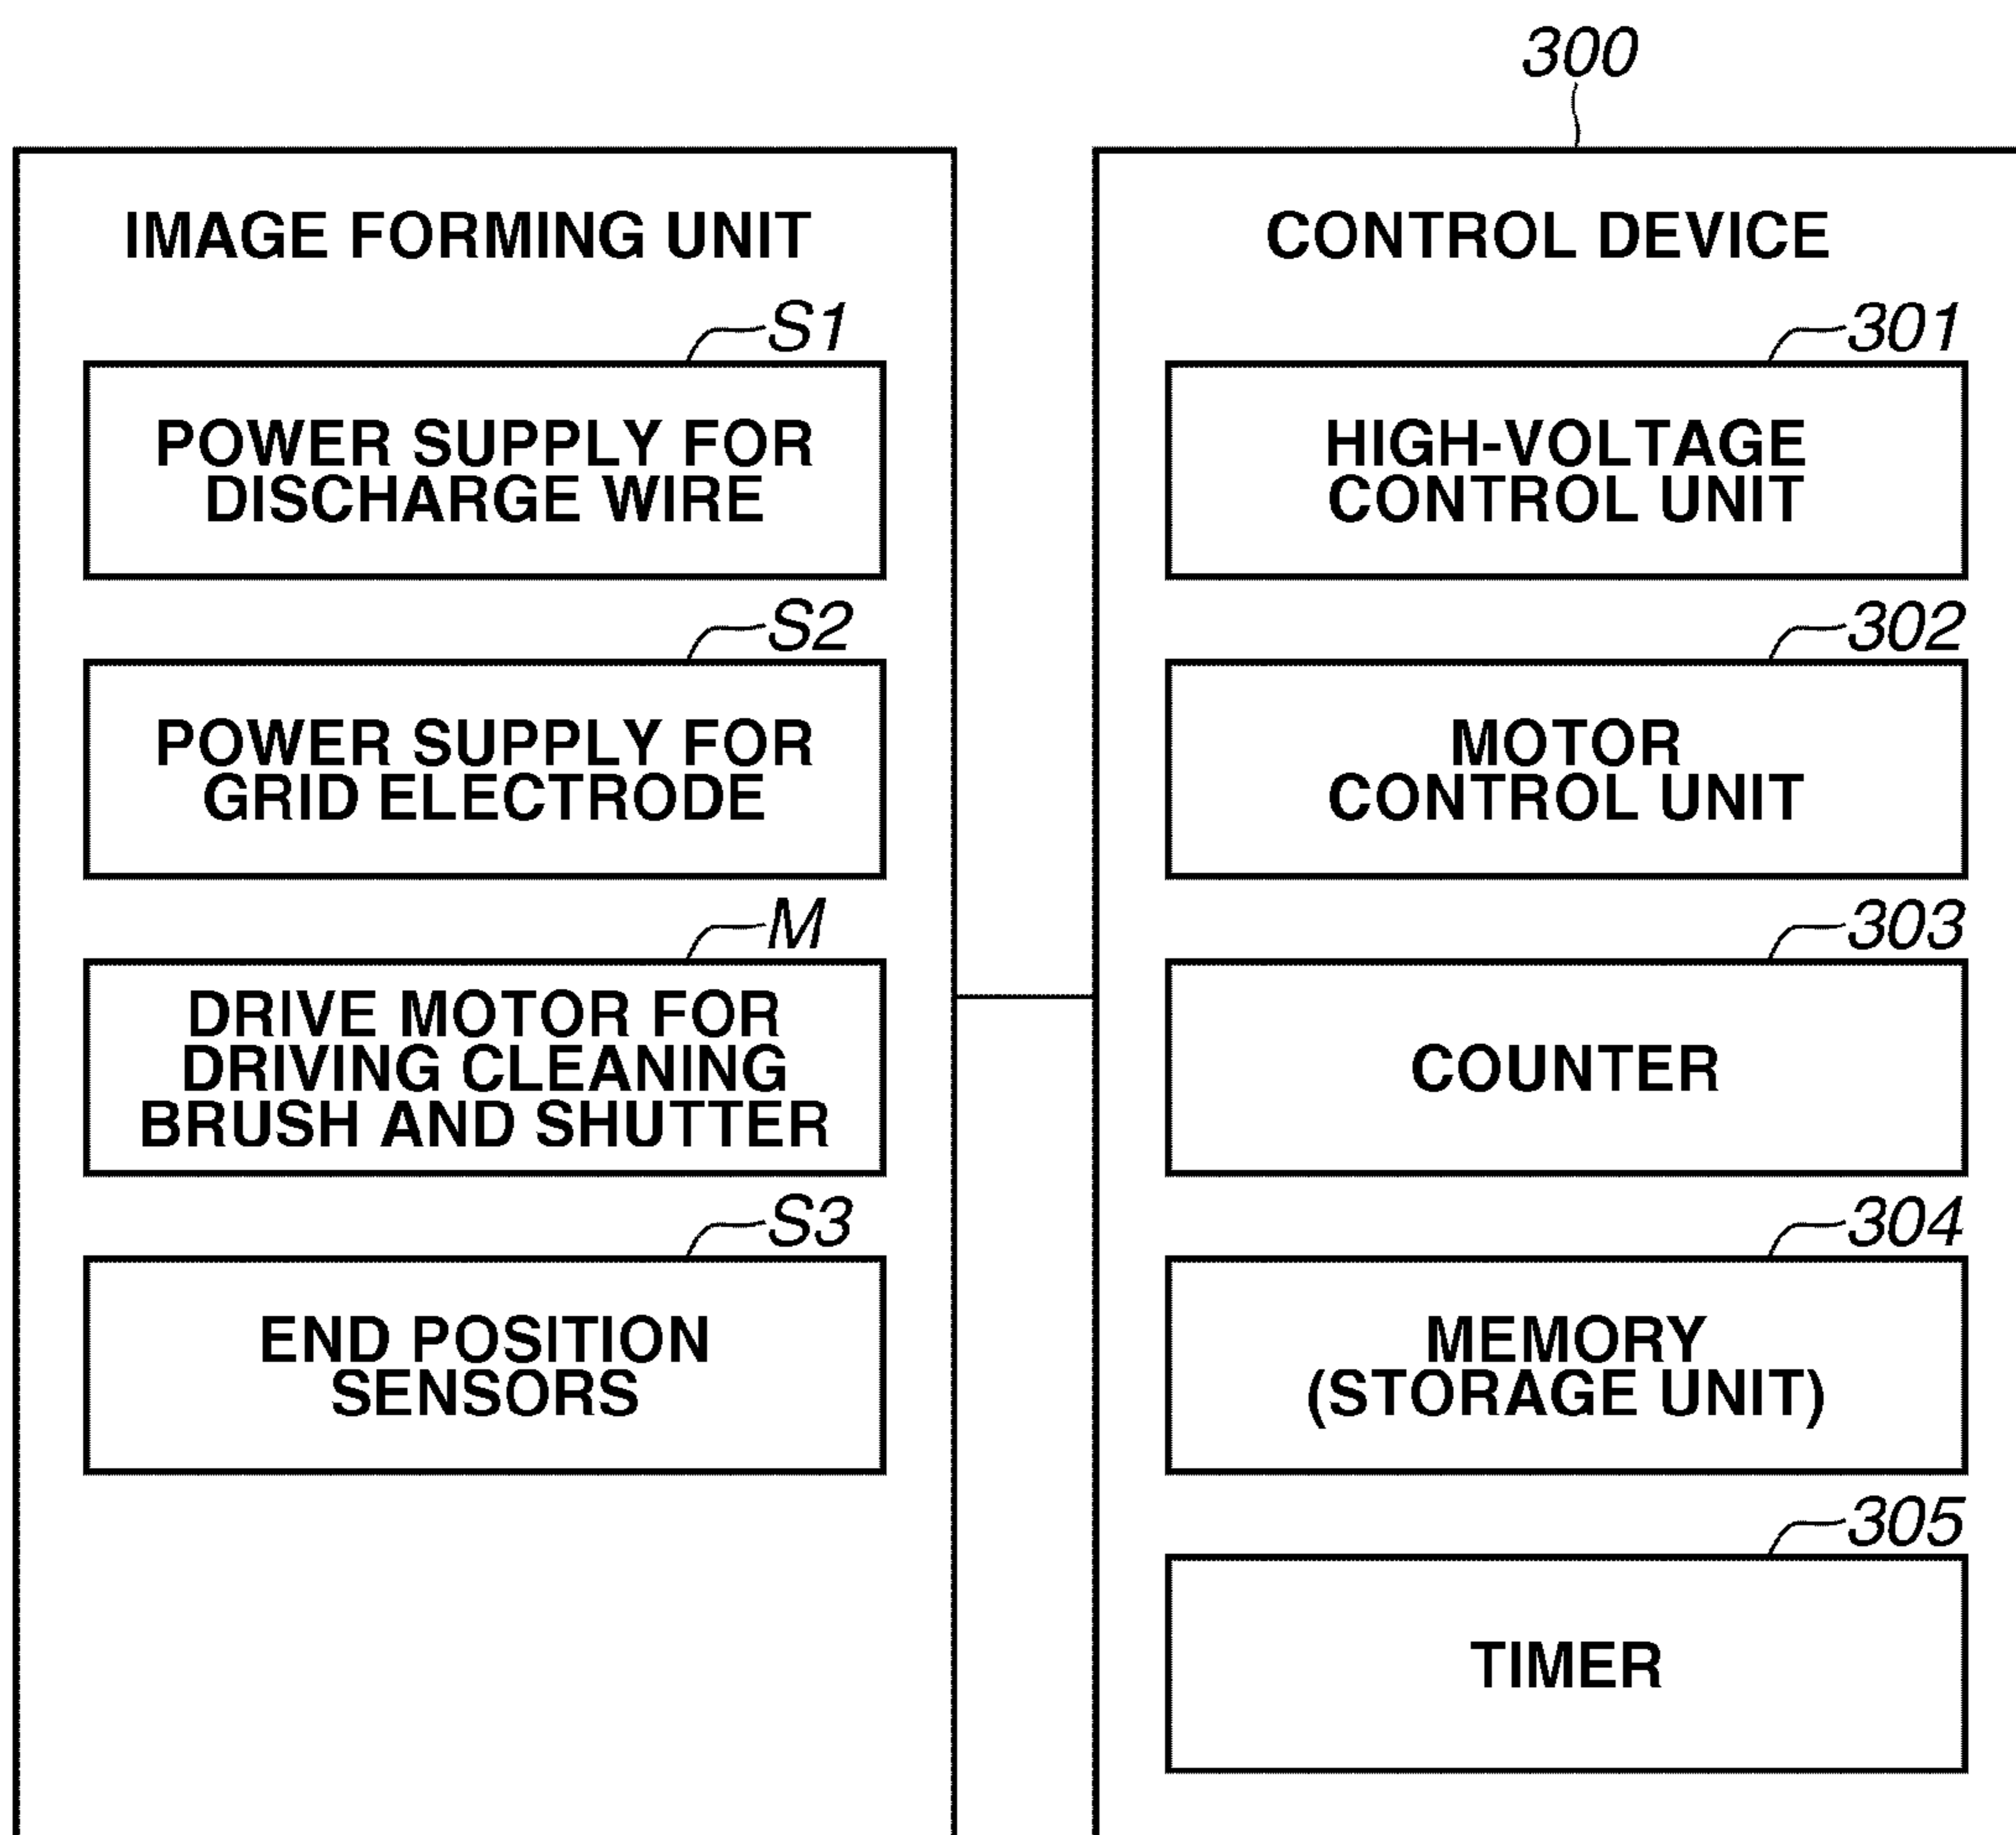 300
IMAGE FORMING UNIT
S1
POWER SUPPLY FOR
DISCHARGE WIRE
S2
POWER SUPPLY FOR
GRID ELECTRODE
M
DRIVE MOTOR FOR
DRIVING CLEANING
BRUSH AND SHUTTER
S3
END POSITION
SENSORS
CONTROL DEVICE
301
HIGH-VOLTAGE
CONTROL UNIT
302
MOTOR
CONTROL UNIT
303
COUNTER
304
MEMORY
(STORAGE UNIT)
305
TIMER